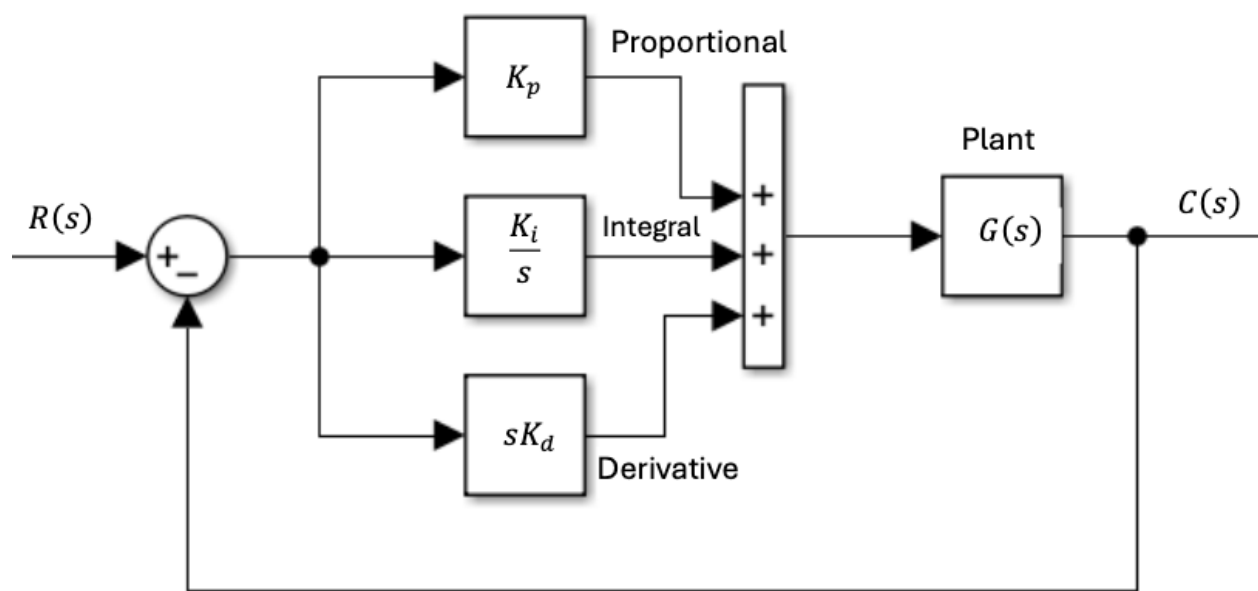 Proportional
K_p
Plant
R(s)
+
−
K_i
s
Integral
+
+
+
G(s)
C(s)
sK_d
Derivative